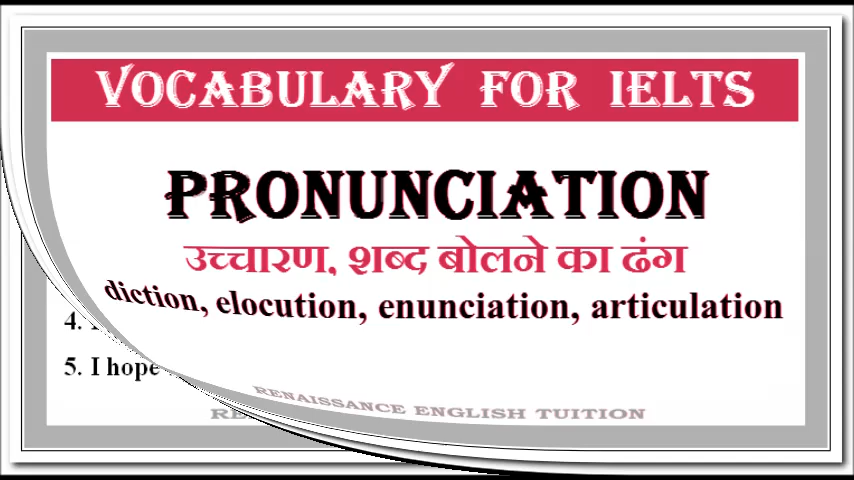 VOCABULARY FOR IELTS
PRONUNCIATION
उच्चारण, शब्द बोलने का ढंग
diction, elocution, enunciation, articulation
4.
5. I hope
RENAISSANCE ENGLISH TUITION